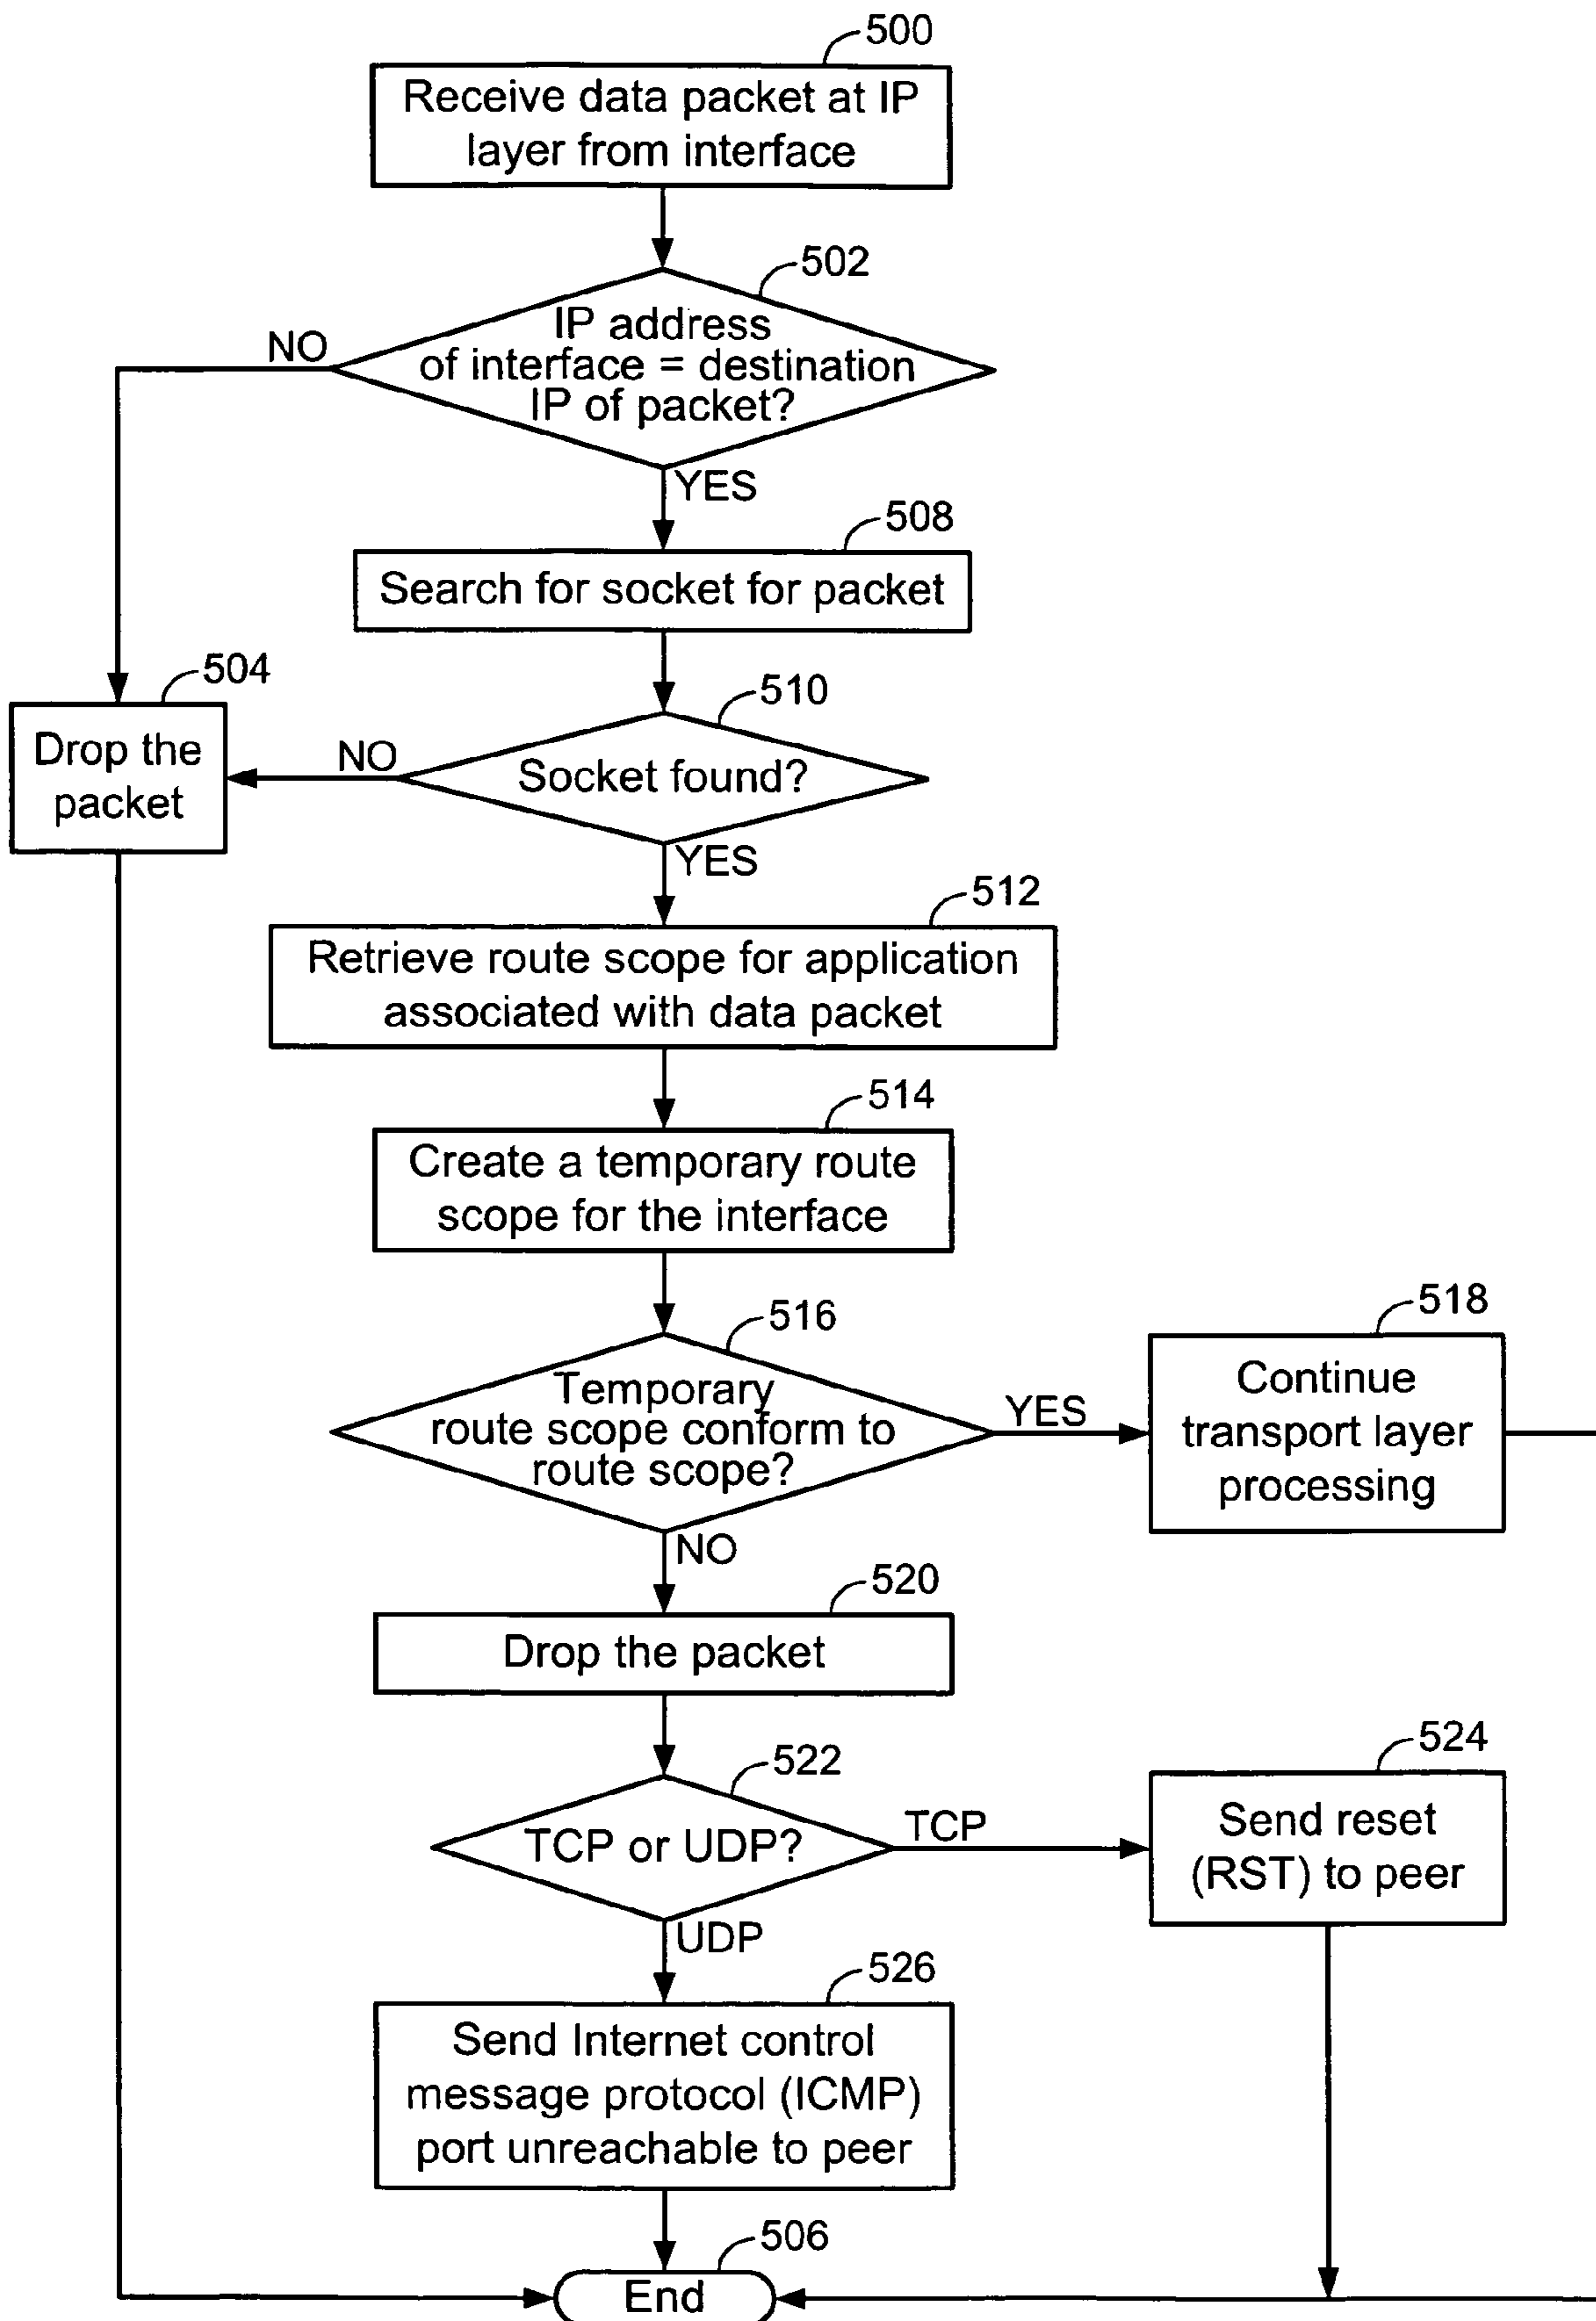 500
Receive data packet at IP
layer from interface
502
IP address
of interface = destination
IP of packet?
NO
YES
508
Search for socket for packet
504
Drop the
packet
510
Socket found?
NO
YES
512
Retrieve route scope for application
associated with data packet
514
Create a temporary route
scope for the interface
516
Temporary
route scope conform to
route scope?
YES
518
Continue
transport layer
processing
NO
520
Drop the packet
522
TCP or UDP?
TCP
524
Send reset
(RST) to peer
UDP
526
Send Internet control
message protocol (ICMP)
port unreachable to peer
506
End